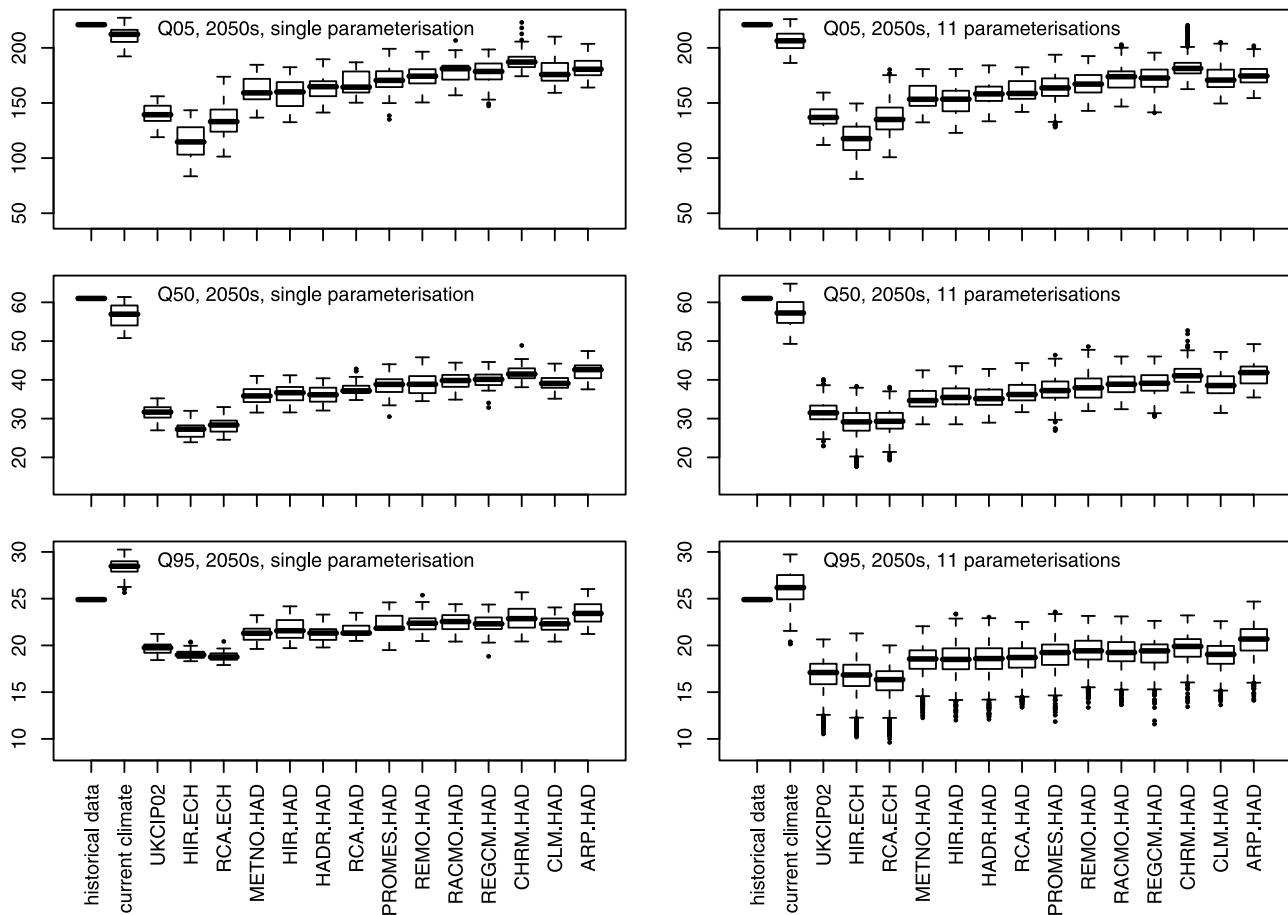 Q05, 2050s, single parameterisation
200
150
100
50
Q05, 2050s, 11 parameterisations
200
150
100
50
Q50, 2050s, single parameterisation
60
50
40
30
20
Q50, 2050s, 11 parameterisations
60
50
40
30
20
Q95, 2050s, single parameterisation
30
25
20
15
10
Q95, 2050s, 11 parameterisations
30
25
20
15
10
historical data
current climate
UKCIP02
HIR.ECH
RCA.ECH
METNO.HAD
HIR.HAD
HADR.HAD
RCA.HAD
PROMES.HAD
REMO.HAD
RACMO.HAD
REGCM.HAD
CHRM.HAD
CLM.HAD
ARP.HAD
historical data
current climate
UKCIP02
HIR.ECH
RCA.ECH
METNO.HAD
HIR.HAD
HADR.HAD
RCA.HAD
PROMES.HAD
REMO.HAD
RACMO.HAD
REGCM.HAD
CHRM.HAD
CLM.HAD
ARP.HAD